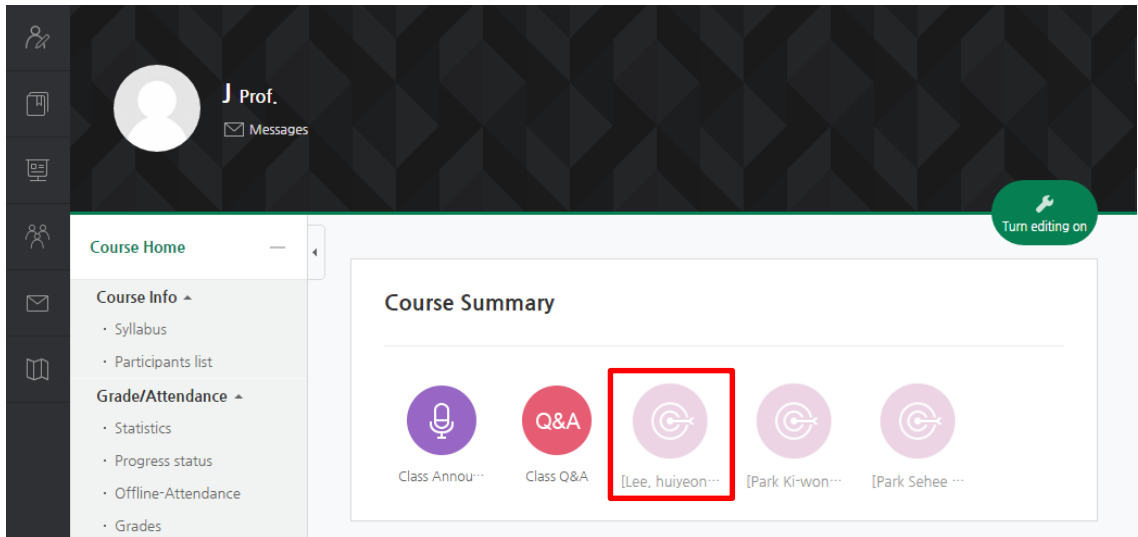 J Prof.
Messages
Turn editing on
Course Home
Course Info
· Syllabus
· Participants list
Grade/Attendance
· Statistics
· Progress status
· Offline-Attendance
· Grades
Course Summary
Q&A
Class Annou···
Class Q&A
[Lee, huiyeon···
[Park Ki-won···
[Park Sehee ···